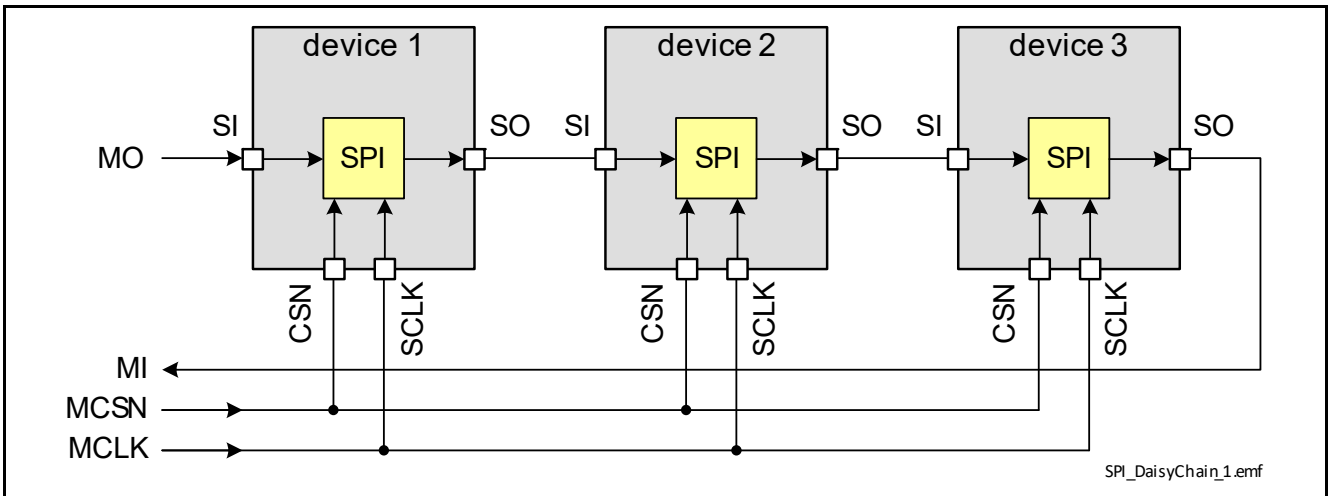 device 1 device 2 device 3
SI SO SI SO SI SO
MO SPI SPI SPI
CSN SCLK CSN SCLK CSN SCLK
MI
MCSN
MCLK
SPI_DaisyChain_1.emf